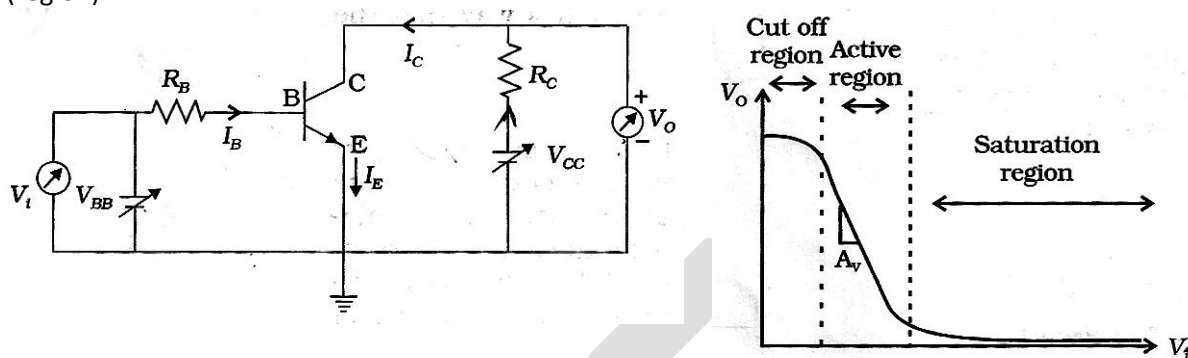 (region)
R_B
I_B
B
C
E
I_E
I_C
R_C
V_CC
+
V_O
−
V_i
V_BB
Cut off
region
Active
region
V_O
Saturation
region
A_v
V_i